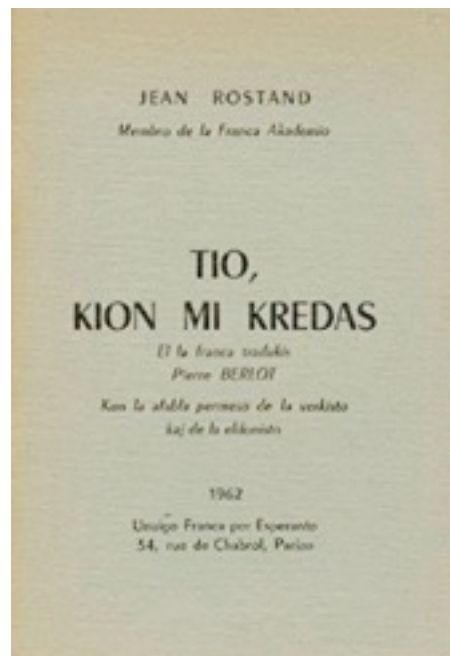 JEAN ROSTAND
Membro de la Franca Akademio
TIO,
KION MI KREDAS
El la franca tradukis
Pierre BERLOT
Kun la afabla permeso de la verkisto
kaj de la eldonisto
1962
Unuiĝo Franca por Esperanto
54, rue de Chabrol, Parizo